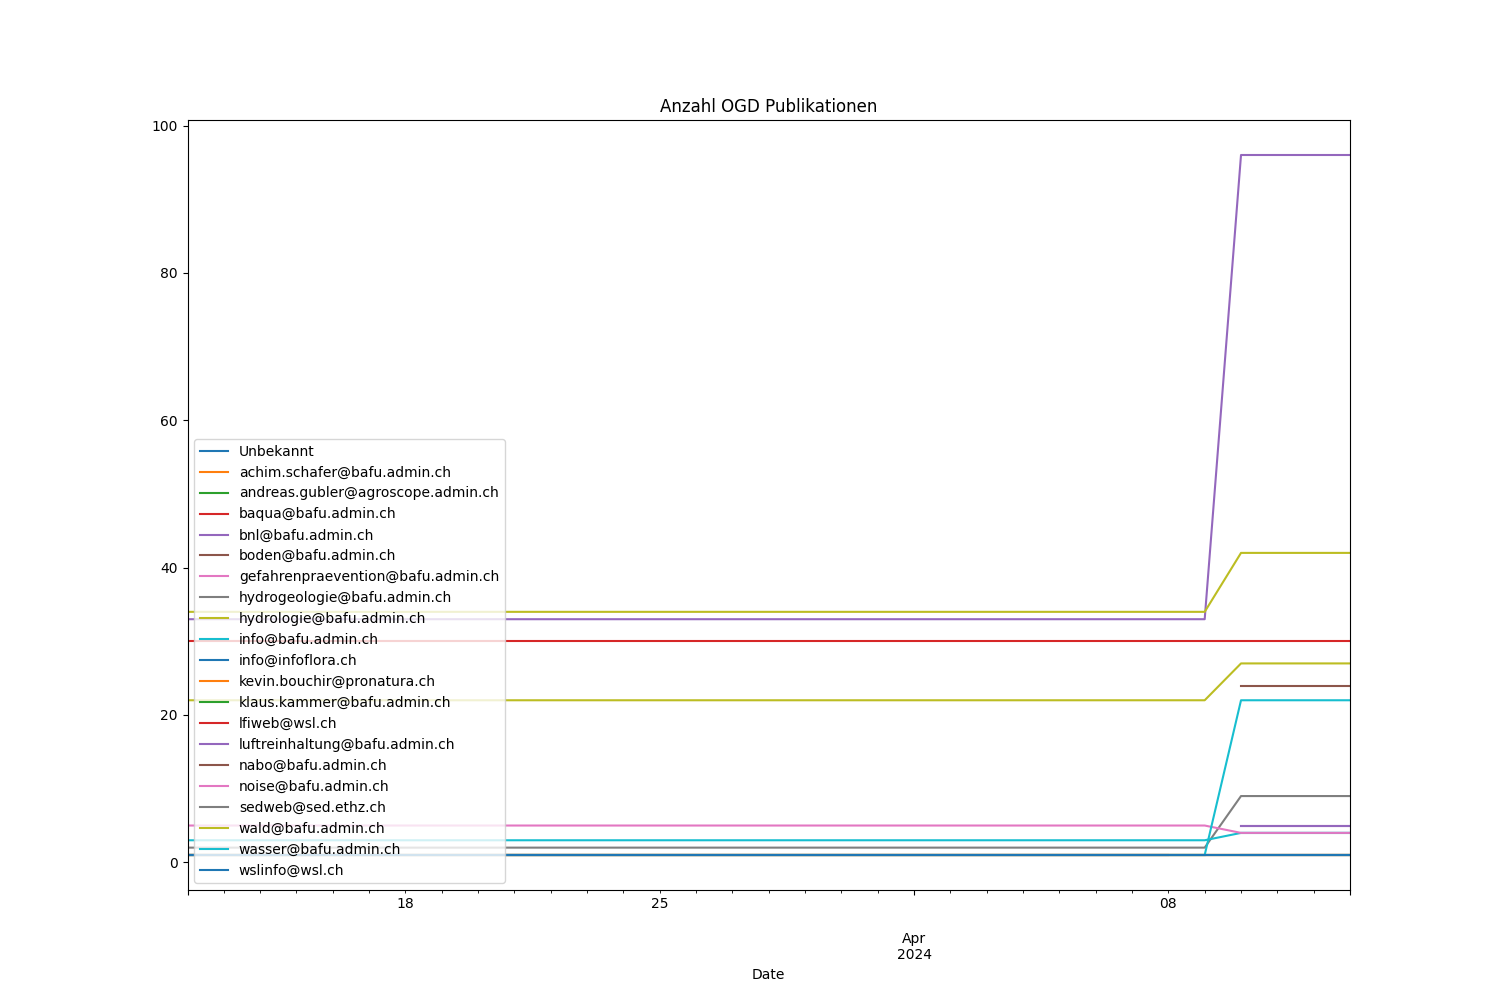 Anzahl OGD Publikationen
100
80
60
40
20
0
Unbekannt
achim.schafer@bafu.admin.ch
andreas.gubler@agroscope.admin.ch
baqua@bafu.admin.ch
bnl@bafu.admin.ch
boden@bafu.admin.ch
gefahrenpraevention@bafu.admin.ch
hydrogeologie@bafu.admin.ch
hydrologie@bafu.admin.ch
info@bafu.admin.ch
info@infoflora.ch
kevin.bouchir@pronatura.ch
klaus.kammer@bafu.admin.ch
lfiweb@wsl.ch
luftreinhaltung@bafu.admin.ch
nabo@bafu.admin.ch
noise@bafu.admin.ch
sedweb@sed.ethz.ch
wald@bafu.admin.ch
wasser@bafu.admin.ch
wslinfo@wsl.ch
18 25 08
Apr
2024
Date